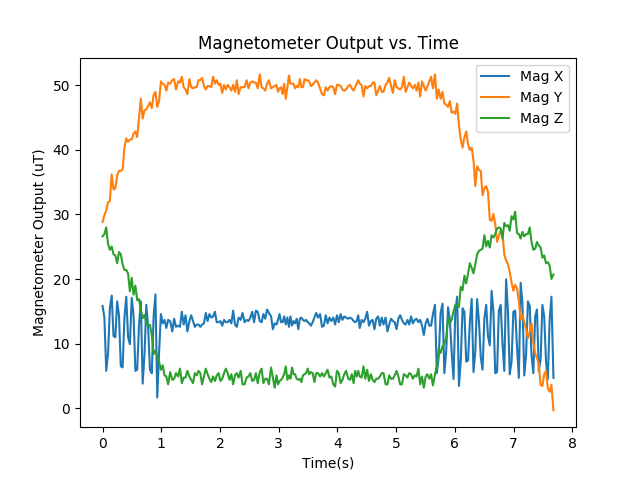 Magnetometer Output vs. Time
Mag X
Mag Y
Mag Z
Magnetometer Output (uT)
50
40
30
20
10
0
0 1 2 3 4 5 6 7 8
Time(s)